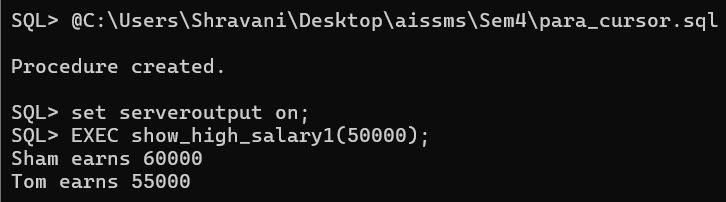 SQL> @C:\Users\Shravani\Desktop\aissms\Sem4\para_cursor.sql
Procedure created.
SQL> set serveroutput on;
SQL> EXEC show_high_salary1(50000);
Sham earns 60000
Tom earns 55000